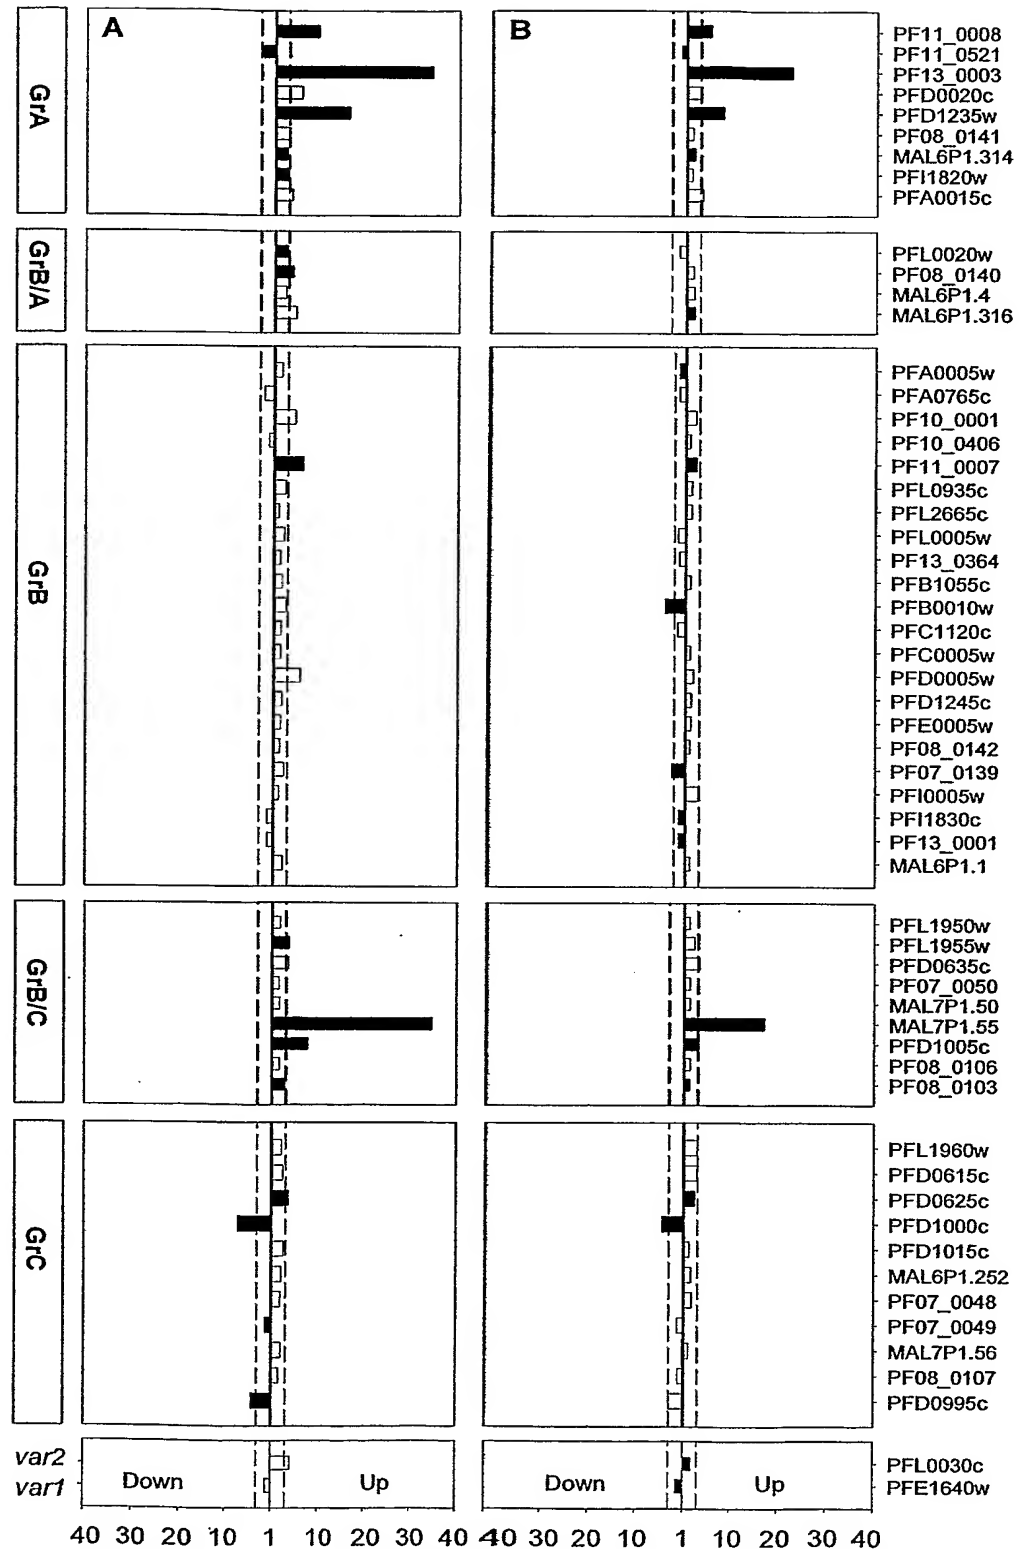 A
B
GrA
PF11_0008
PF11_0521
PF13_0003
PFD0020c
PFD1235w
PF08_0141
MAL6P1.314
PFI1820w
PFA0015c
GrB/A
PFL0020w
PF08_0140
MAL6P1.4
MAL6P1.316
GrB
PFA0005w
PFA0765c
PF10_0001
PF10_0406
PF11_0007
PFL0935c
PFL2665c
PFL0005w
PF13_0364
PFB1055c
PFB0010w
PFC1120c
PFC0005w
PFD0005w
PFD1245c
PFE0005w
PF08_0142
PF07_0139
PFI0005w
PFI1830c
PF13_0001
MAL6P1.1
GrB/C
PFL1950w
PFL1955w
PFD0635c
PF07_0050
MAL7P1.50
MAL7P1.55
PFD1005c
PF08_0106
PF08_0103
GrC
PFL1960w
PFD0615c
PFD0625c
PFD1000c
PFD1015c
MAL6P1.252
PF07_0048
PF07_0049
MAL7P1.56
PF08_0107
PFD0995c
var2 PFL0030c
var1 Down Up Down Up PFE1640w
40 30 20 10 1 10 20 30 40 40 30 20 10 1 10 20 30 40